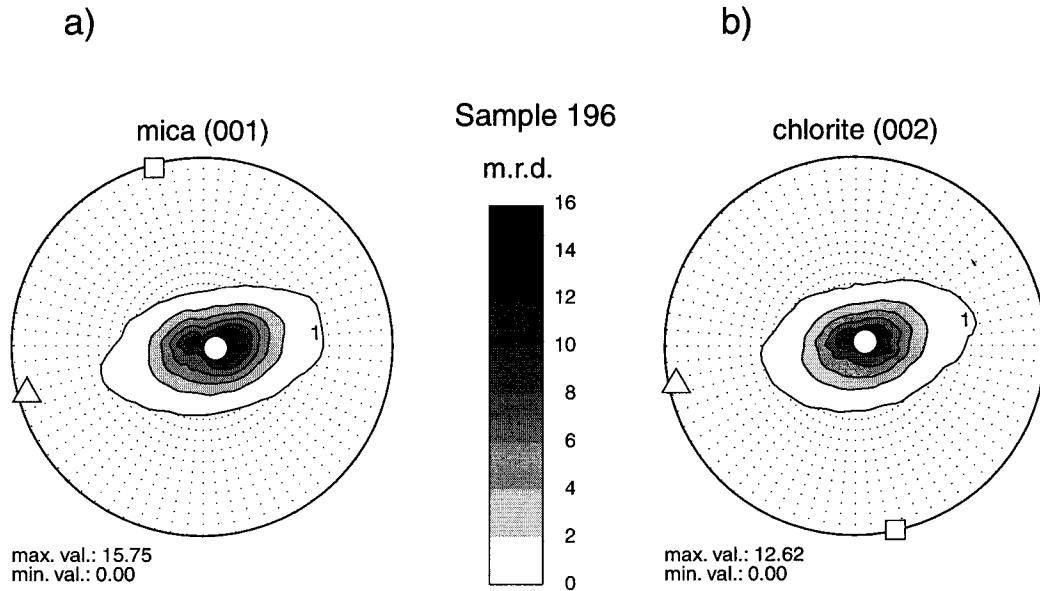 a)
b)
Sample 196
mica (001)
chlorite (002)
m.r.d.
16
14
12
10
8
6
4
2
0
1
1
max. val.: 15.75
min. val.: 0.00
max. val.: 12.62
min. val.: 0.00